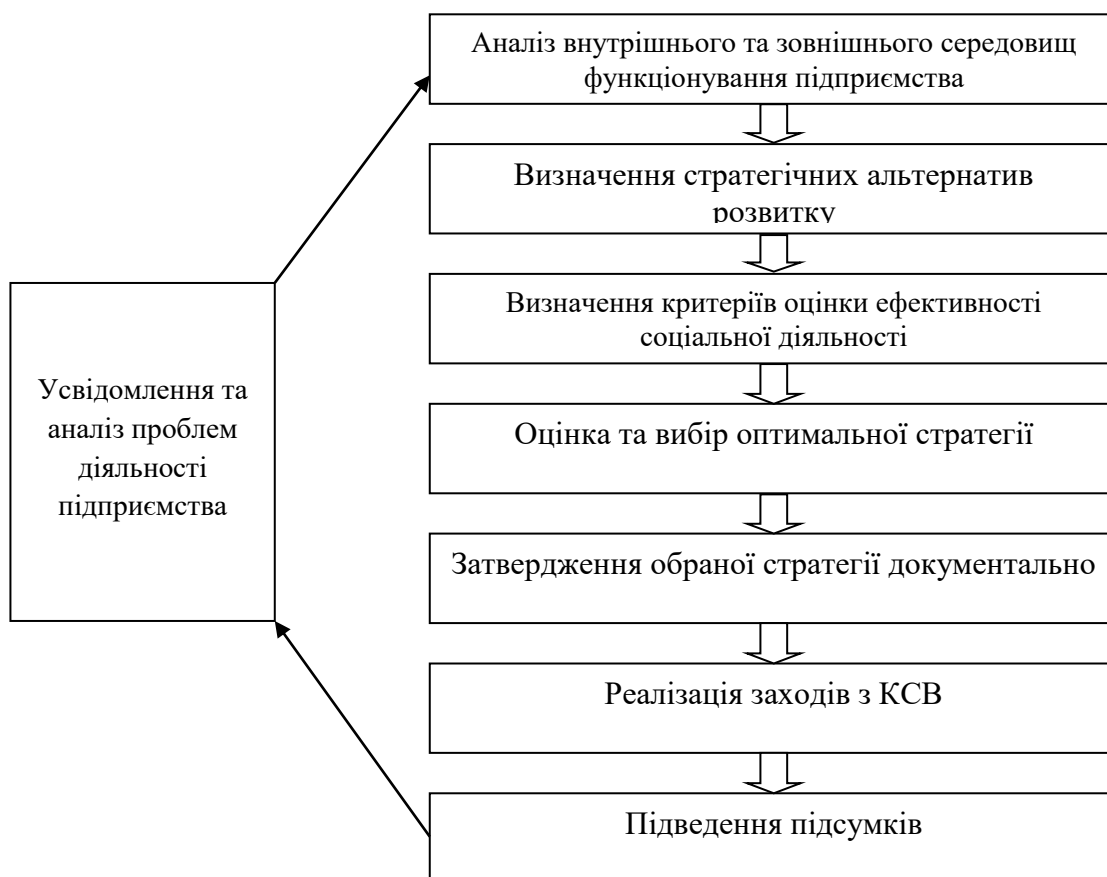 Аналіз внутрішнього та зовнішнього середовищ
функціонування підприємства
Визначення стратегічних альтернатив
розвитку
Визначення критеріїв оцінки ефективності
соціальної діяльності
Усвідомлення та
аналіз проблем
діяльності
підприємства
Оцінка та вибір оптимальної стратегії
Затвердження обраної стратегії документально
Реалізація заходів з КСВ
Підведення підсумків